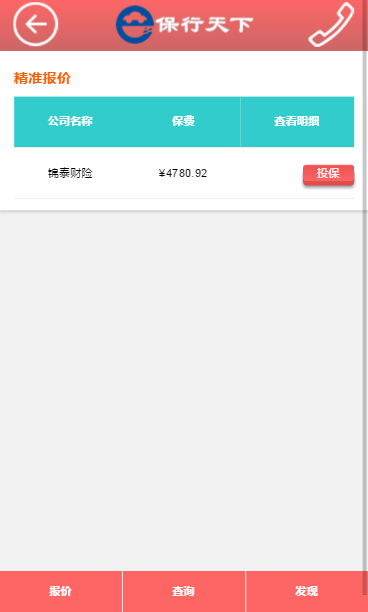 保行天下
精准报价
公司名称 保费 查看明细
锦泰财险 ¥4780.92 投保
报价 查询 发现